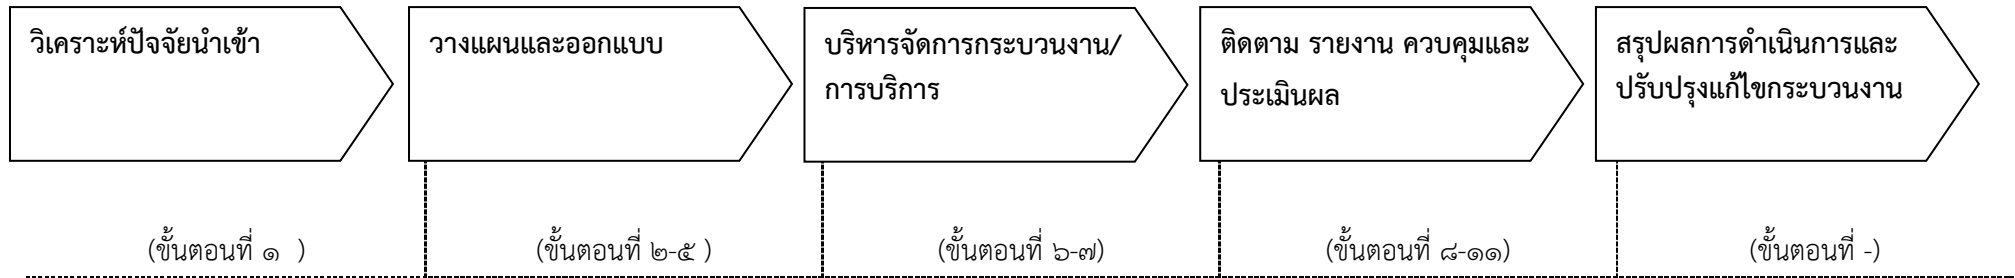 วิเคราะห์ปัจจัยนำเข้า
วางแผนและออกแบบ
บริหารจัดการกระบวนงาน/
การบริการ
ติดตาม รายงาน ควบคุมและ
ประเมินผล
สรุปผลการดำเนินการและ
ปรับปรุงแก้ไขกระบวนงาน
(ขั้นตอนที่ ๑ )
(ขั้นตอนที่ ๒-๕ )
(ขั้นตอนที่ ๖-๗)
(ขั้นตอนที่ ๘-๑๑)
(ขั้นตอนที่ -)